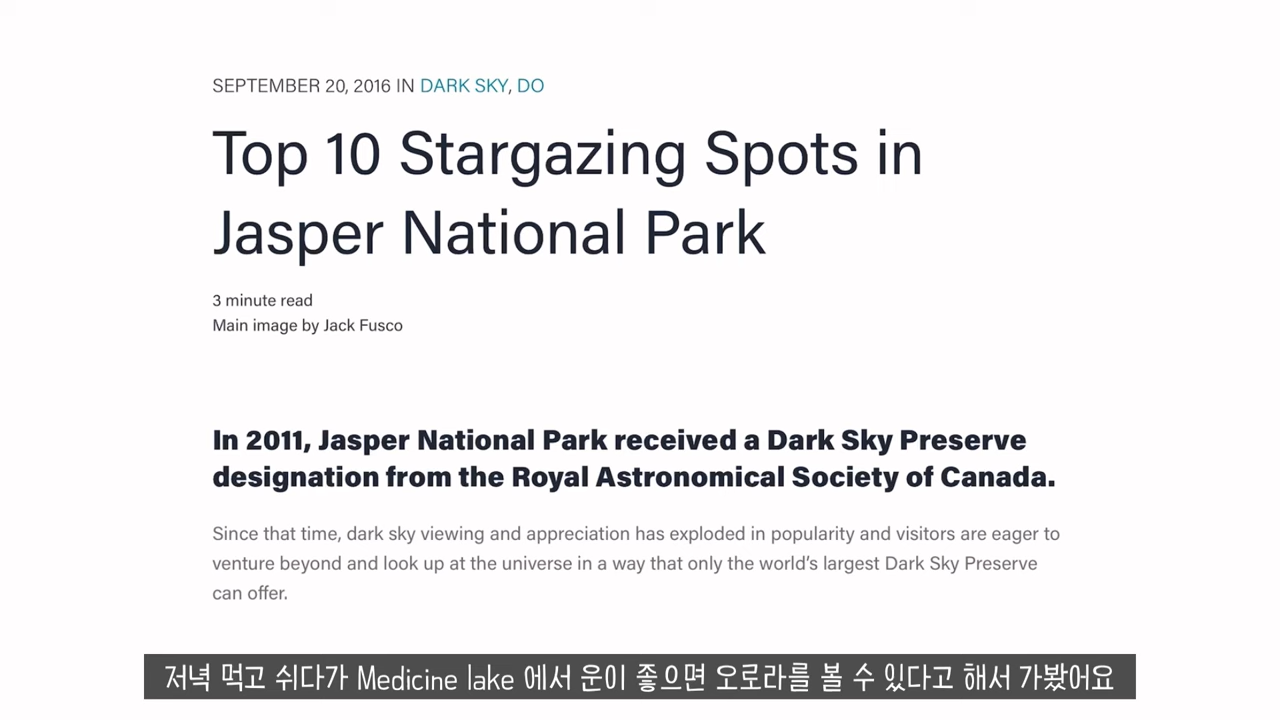 SEPTEMBER 20, 2016 IN DARK SKY, DO
Top 10 Stargazing Spots in
Jasper National Park
3 minute read
Main image by Jack Fusco
In 2011, Jasper National Park received a Dark Sky Preserve
designation from the Royal Astronomical Society of Canada.
Since that time, dark sky viewing and appreciation has exploded in popularity and visitors are eager to
venture beyond and look up at the universe in a way that only the world’s largest Dark Sky Preserve
can offer.
저녁 먹고 쉬다가 Medicine lake 에서 운이 좋으면 오로라를 볼 수 있다고 해서 가봤어요